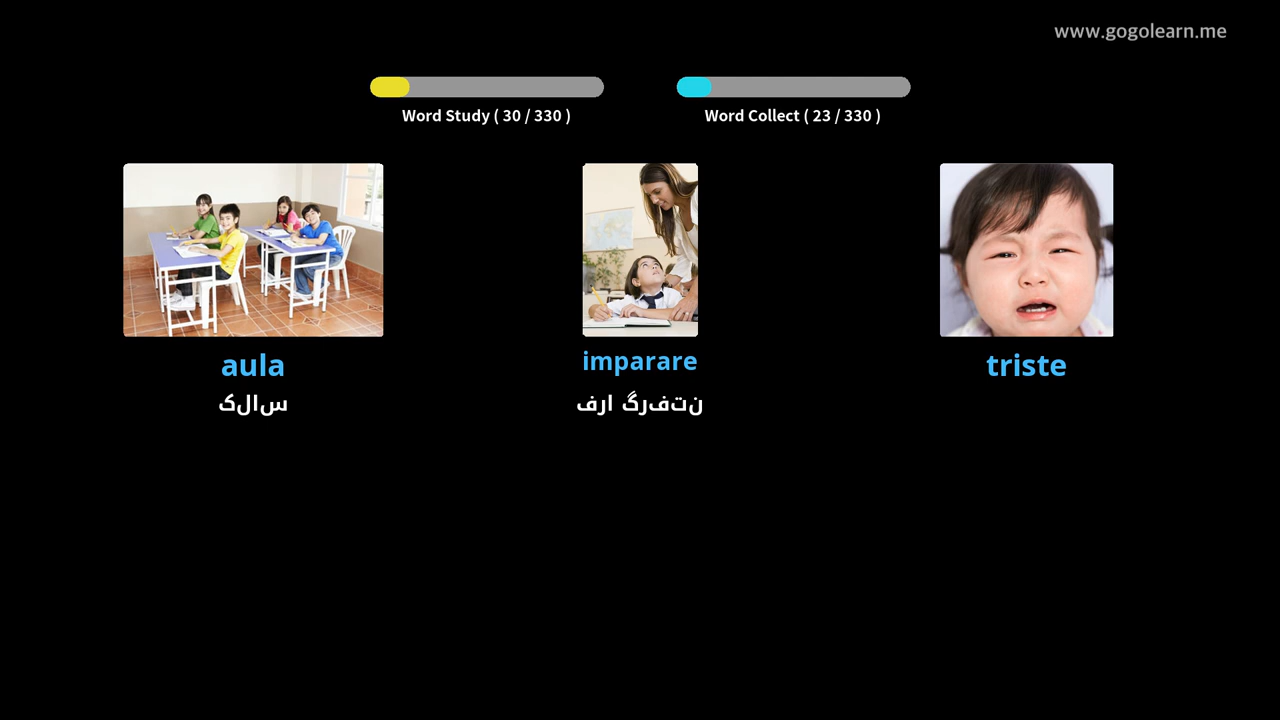 www.gogolearn.me
Word Study ( 30 / 330 )
Word Collect ( 23 / 330 )
aula
imparare
triste
کلاس
فرا گرفتن